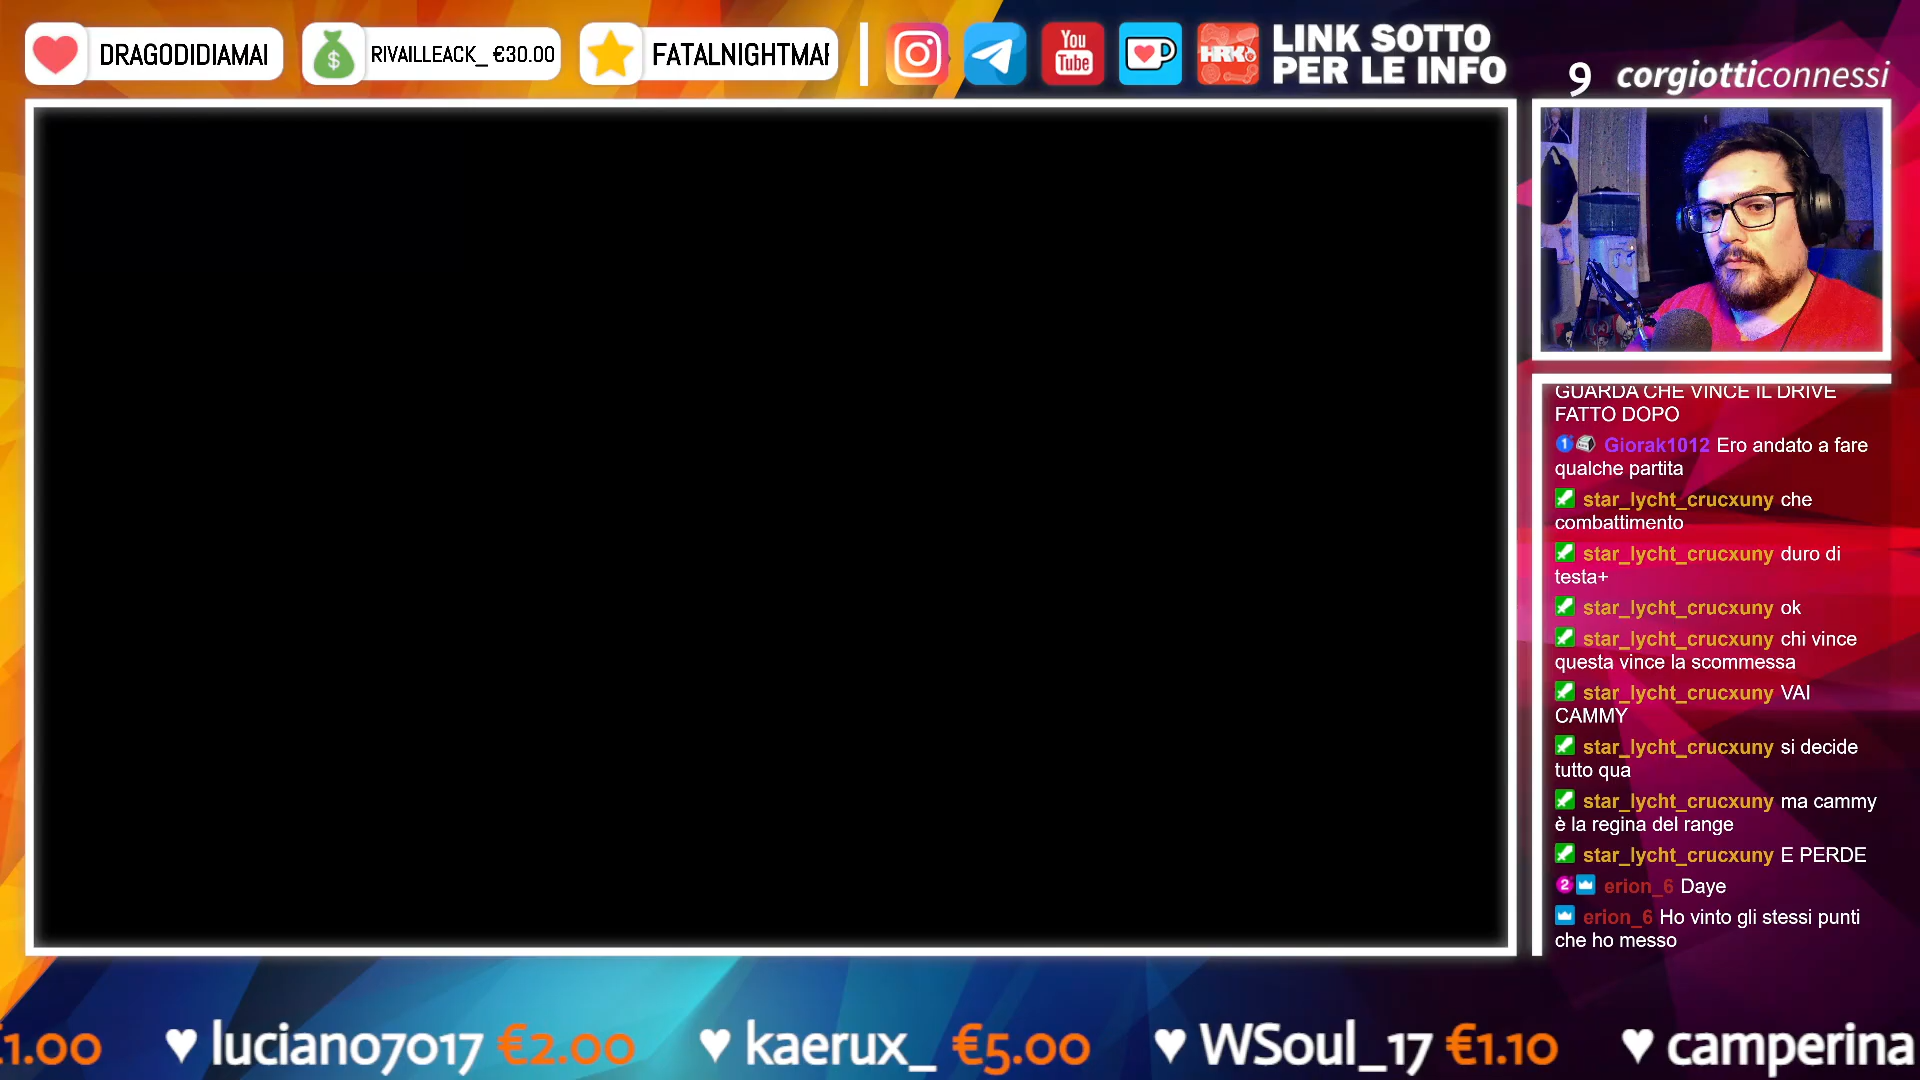 DRAGODIDIAMAI
RIVAILLEACK_ €30.00
FATALNIGHTMAR
You
Tube
HRK
LINK SOTTO
PER LE INFO
9 corgiotticonnessi
GUARDA CHE VINCE IL DRIVE
FATTO DOPO
1 Giorak1012 Ero andato a fare
qualche partita
star_lycht_crucxuny che
combattimento
star_lycht_crucxuny duro di
testa+
star_lycht_crucxuny ok
star_lycht_crucxuny chi vince
questa vince la scommessa
star_lycht_crucxuny VAI
CAMMY
star_lycht_crucxuny si decide
tutto qua
star_lycht_crucxuny ma cammy
è la regina del range
star_lycht_crucxuny E PERDE
2 erion_6 Daye
erion_6 Ho vinto gli stessi punti
che ho messo
€1.00 ♥ luciano7017 €2.00 ♥ kaerux_ €5.00 ♥ WSoul_17 €1.10 ♥ camperina